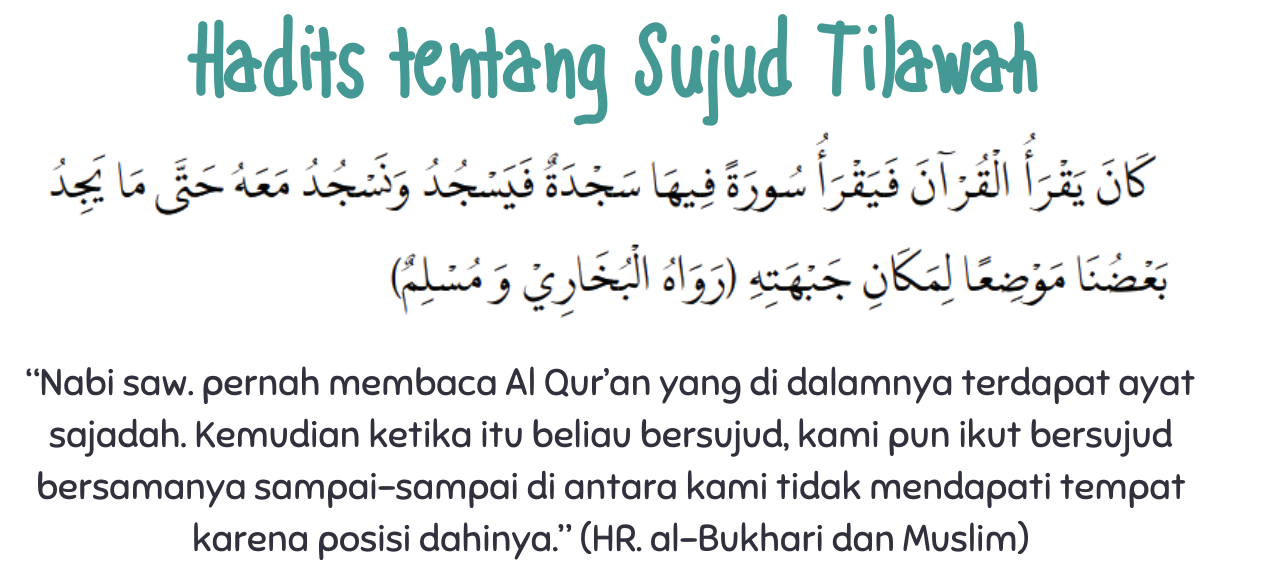 Hadits tentang Sujud Tilawah
كَانَ يَقْرَأُ الْقُرْآنَ فَيَقْرَأُ سُورَةً فِيهَا سَجْدَةٌ فَيَسْجُدُ وَنَسْجُدُ مَعَهُ حَتَّى مَا يَجِدُ
بَعْضُنَا مَوْضِعًا لِمَكَانِ جَبْهَتِهِ (رَوَاهُ الْبُخَارِيْ وَ مُسْلِمٌ)
“Nabi saw. pernah membaca Al Qur’an yang di dalamnya terdapat ayat
sajadah. Kemudian ketika itu beliau bersujud, kami pun ikut bersujud
bersamanya sampai-sampai di antara kami tidak mendapati tempat
karena posisi dahinya.” (HR. al-Bukhari dan Muslim)